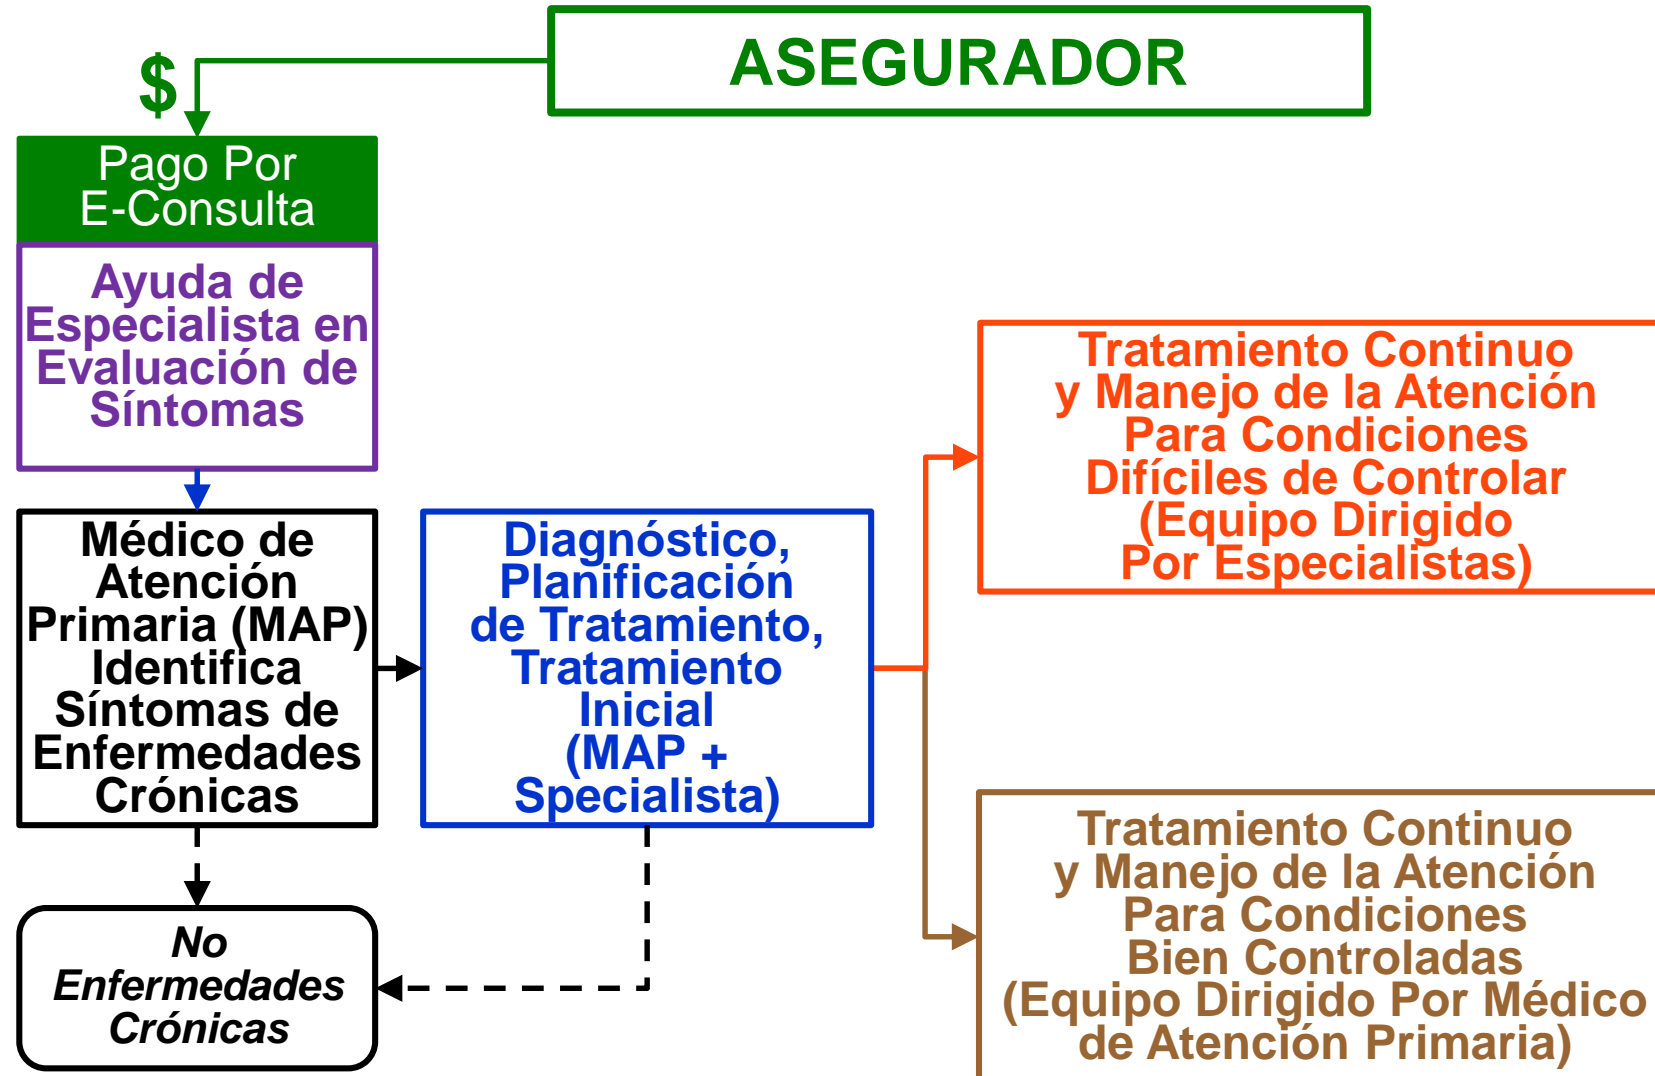 ASEGURADOR
$
Pago Por
E-Consulta
Ayuda de
Especialista en
Evaluación de
Síntomas
Médico de
Atención
Primaria (MAP)
Identifica
Síntomas de
Enfermedades
Crónicas
No
Enfermedades
Crónicas
Diagnóstico,
Planificación
de Tratamiento,
Tratamiento
Inicial
(MAP +
Specialista)
Tratamiento Continuo
y Manejo de la Atención
Para Condiciones
Difíciles de Controlar
(Equipo Dirigido
Por Especialistas)
Tratamiento Continuo
y Manejo de la Atención
Para Condiciones
Bien Controladas
(Equipo Dirigido Por Médico
de Atención Primaria)